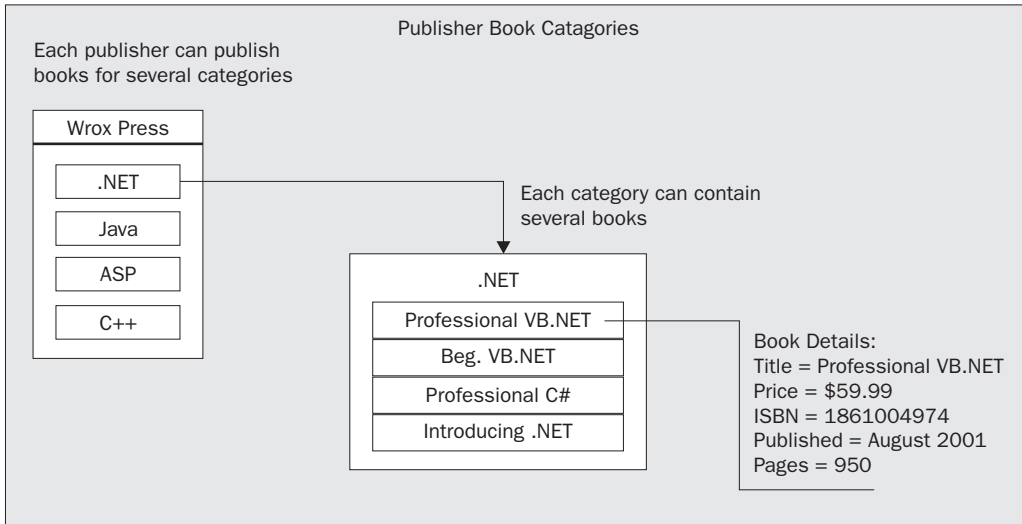 Publisher Book Catagories
Each publisher can publish
books for several categories
Wrox Press
.NET
Java
ASP
C++
Each category can contain
several books
.NET
Professional VB.NET
Beg. VB.NET
Professional C#
Introducing .NET
Book Details:
Title = Professional VB.NET
Price = $59.99
ISBN = 1861004974
Published = August 2001
Pages = 950